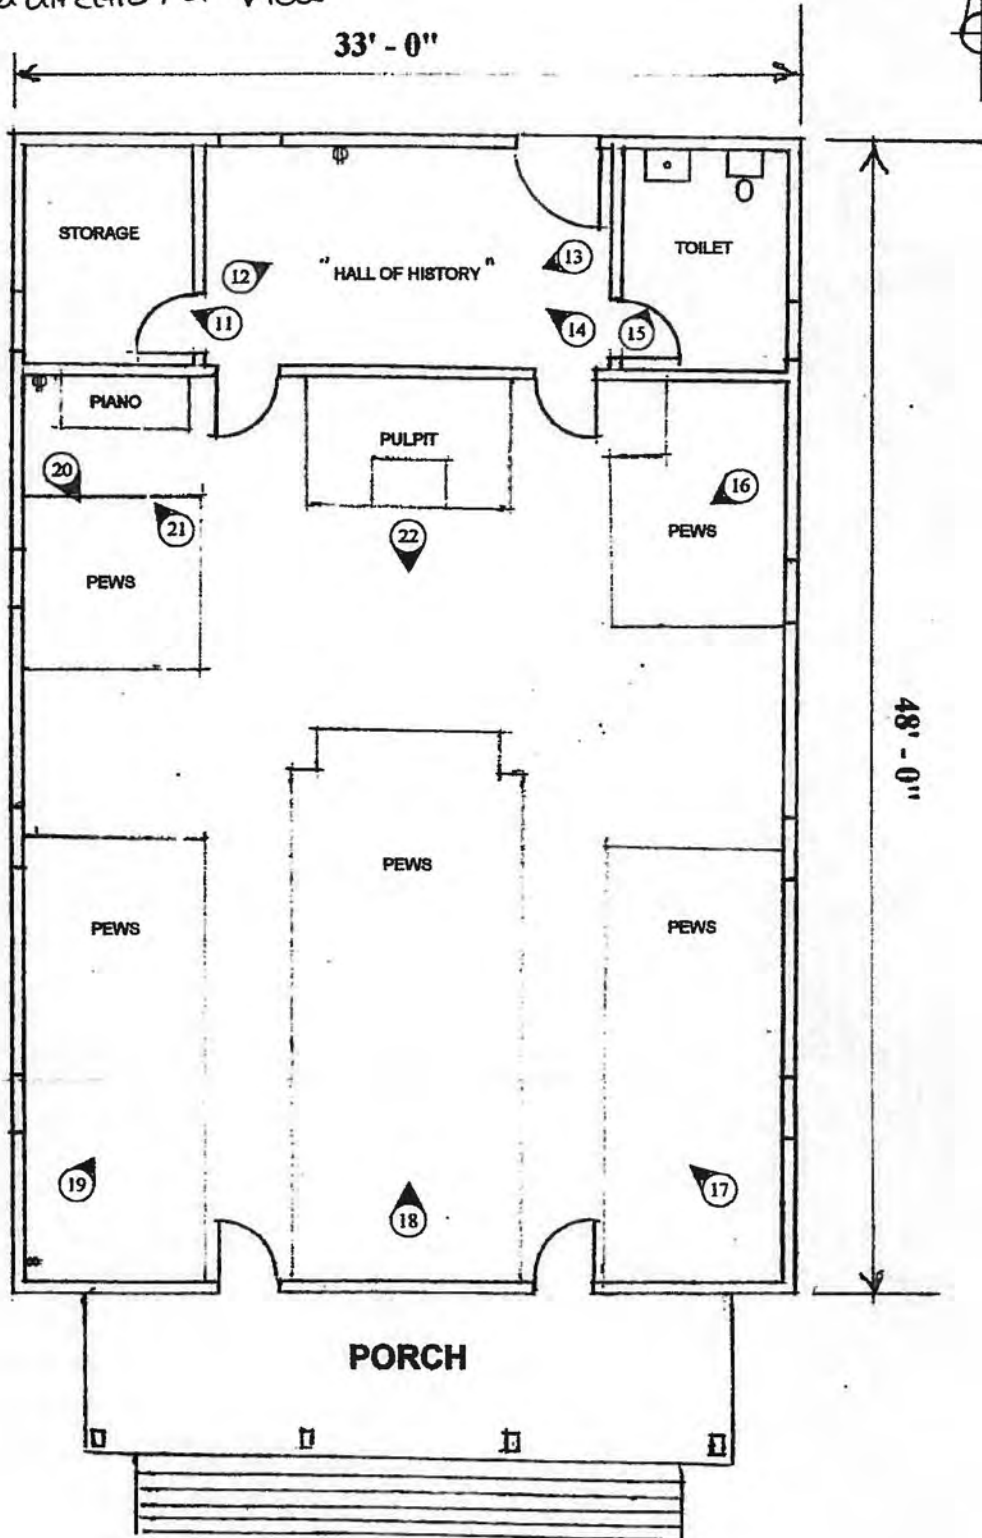 33' - 0"
STORAGE
TOILET
" HALL OF HISTORY "
12
13
11
14
15
PIANO
PULPIT
20
16
21
PEWS
22
PEWS
48' - 0"
PEWS
PEWS
PEWS
19
18
17
PORCH